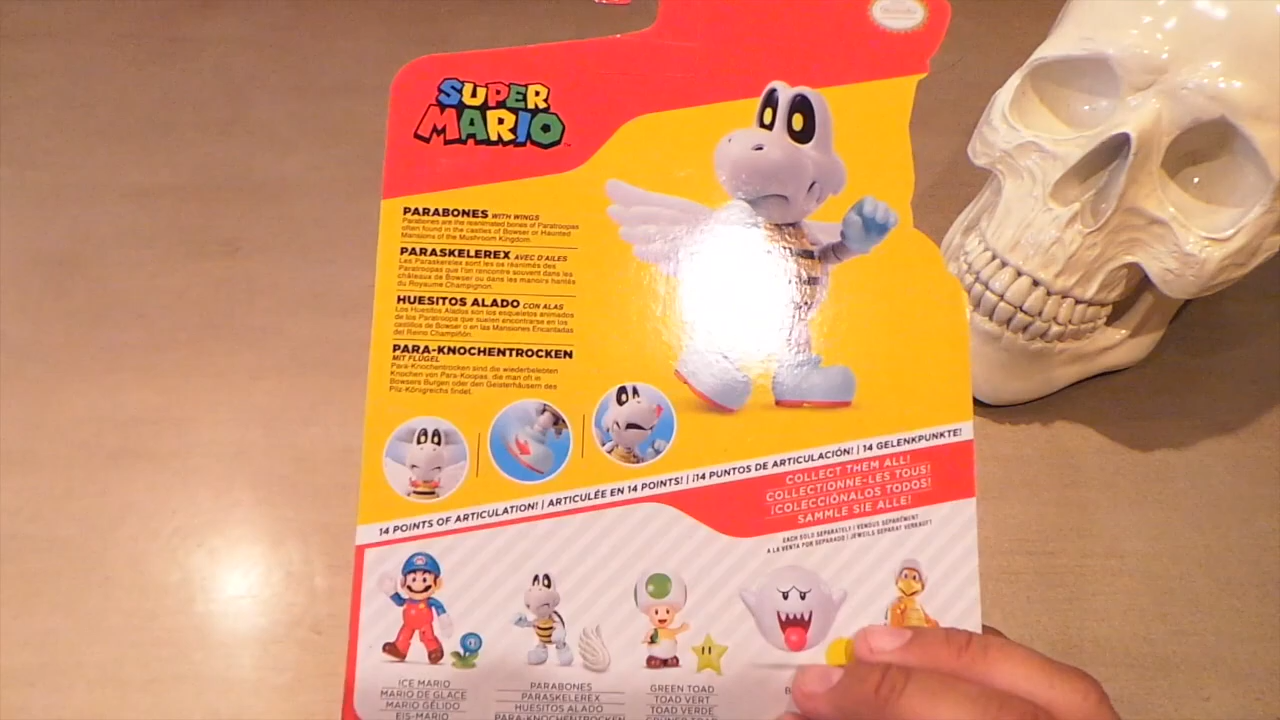 SUPER
MARIO
PARABONES WITH WINGS
Parabones are the reanimated bones of Paratroopas
often found in the castles of Bowser or Haunted
Mansions of the Mushroom Kingdom.
PARASKELEREX AVEC D'AILES
Les Paraskerelex sont les os réanimés des
Paratroopas que l'on rencontre souvent dans les
châteaux de Bowser ou dans les manoirs hantés
du Royaume Champignon.
HUESITOS ALADO CON ALAS
Los Huesitos Alados son los esqueletos animados
de los Paratroopa que suelen encontrarse en los
castillos de Bowser o en las Mansiones Encantadas
del Reino Champiñón.
PARA-KNOCHENTROCKEN
MIT FLÜGEL
Para-Knochentrocken sind die wiederbelebten
Knochen von Para-Koopas, die man oft in
Bowsers Burgen oder den Geisterhäusern des
Pilz-Königreichs findet.
14 POINTS OF ARTICULATION! | ARTICULÉE EN 14 POINTS! | ¡14 PUNTOS DE ARTICULACIÓN! | 14 GELENKPUNKTE!
COLLECT THEM ALL!
COLLECTIONNE-LES TOUS!
¡COLECCIÓNALOS TODOS!
SAMMLE SIE ALLE!
EACH SOLD SEPARATELY | VENDUS SÉPARÉMENT
A LA VENTA POR SEPARADO | JEWEILS SEPARAT VERKAUFT
ICE MARIO
MARIO DE GLACE
MARIO GÉLIDO
EIS-MARIO
PARABONES
PARASKELEREX
HUESITOS ALADO
PARA-KNOCHENTROCKEN
GREEN TOAD
TOAD VERT
TOAD VERDE